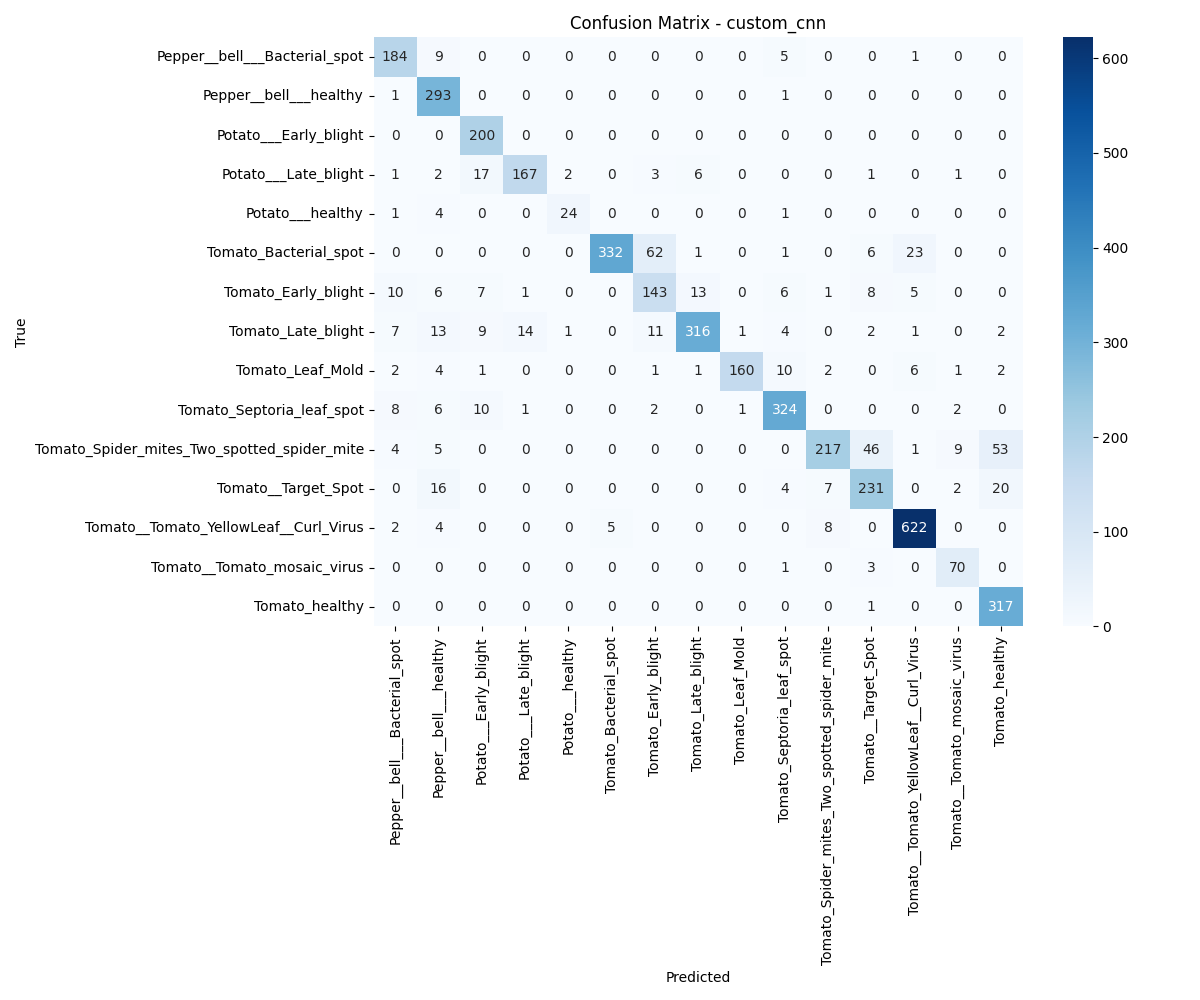 Confusion Matrix - custom_cnn
Pepper__bell___Bacterial_spot 184 9 0 0 0 0 0 0 0 5 0 0 1 0 0
Pepper__bell___healthy 1 293 0 0 0 0 0 0 0 1 0 0 0 0 0
Potato___Early_blight 0 0 200 0 0 0 0 0 0 0 0 0 0 0 0
Potato___Late_blight 1 2 17 167 2 0 3 6 0 0 0 1 0 1 0
Potato___healthy 1 4 0 0 24 0 0 0 0 1 0 0 0 0 0
Tomato_Bacterial_spot 0 0 0 0 0 332 62 1 0 1 0 6 23 0 0
Tomato_Early_blight 10 6 7 1 0 0 143 13 0 6 1 8 5 0 0
Tomato_Late_blight 7 13 9 14 1 0 11 316 1 4 0 2 1 0 2
Tomato_Leaf_Mold 2 4 1 0 0 0 1 1 160 10 2 0 6 1 2
Tomato_Septoria_leaf_spot 8 6 10 1 0 0 2 0 1 324 0 0 0 2 0
Tomato_Spider_mites_Two_spotted_spider_mite 4 5 0 0 0 0 0 0 0 0 217 46 1 9 53
Tomato__Target_Spot 0 16 0 0 0 0 0 0 0 4 7 231 0 2 20
Tomato__Tomato_YellowLeaf__Curl_Virus 2 4 0 0 0 5 0 0 0 0 8 0 622 0 0
Tomato__Tomato_mosaic_virus 0 0 0 0 0 0 0 0 0 1 0 3 0 70 0
Tomato_healthy 0 0 0 0 0 0 0 0 0 0 0 1 0 0 317
True
Pepper__bell___Bacterial_spot
Pepper__bell___healthy
Potato___Early_blight
Potato___Late_blight
Potato___healthy
Tomato_Bacterial_spot
Tomato_Early_blight
Tomato_Late_blight
Tomato_Leaf_Mold
Tomato_Septoria_leaf_spot
Tomato_Spider_mites_Two_spotted_spider_mite
Tomato__Target_Spot
Tomato__Tomato_YellowLeaf__Curl_Virus
Tomato__Tomato_mosaic_virus
Tomato_healthy
Predicted
600
500
400
300
200
100
0